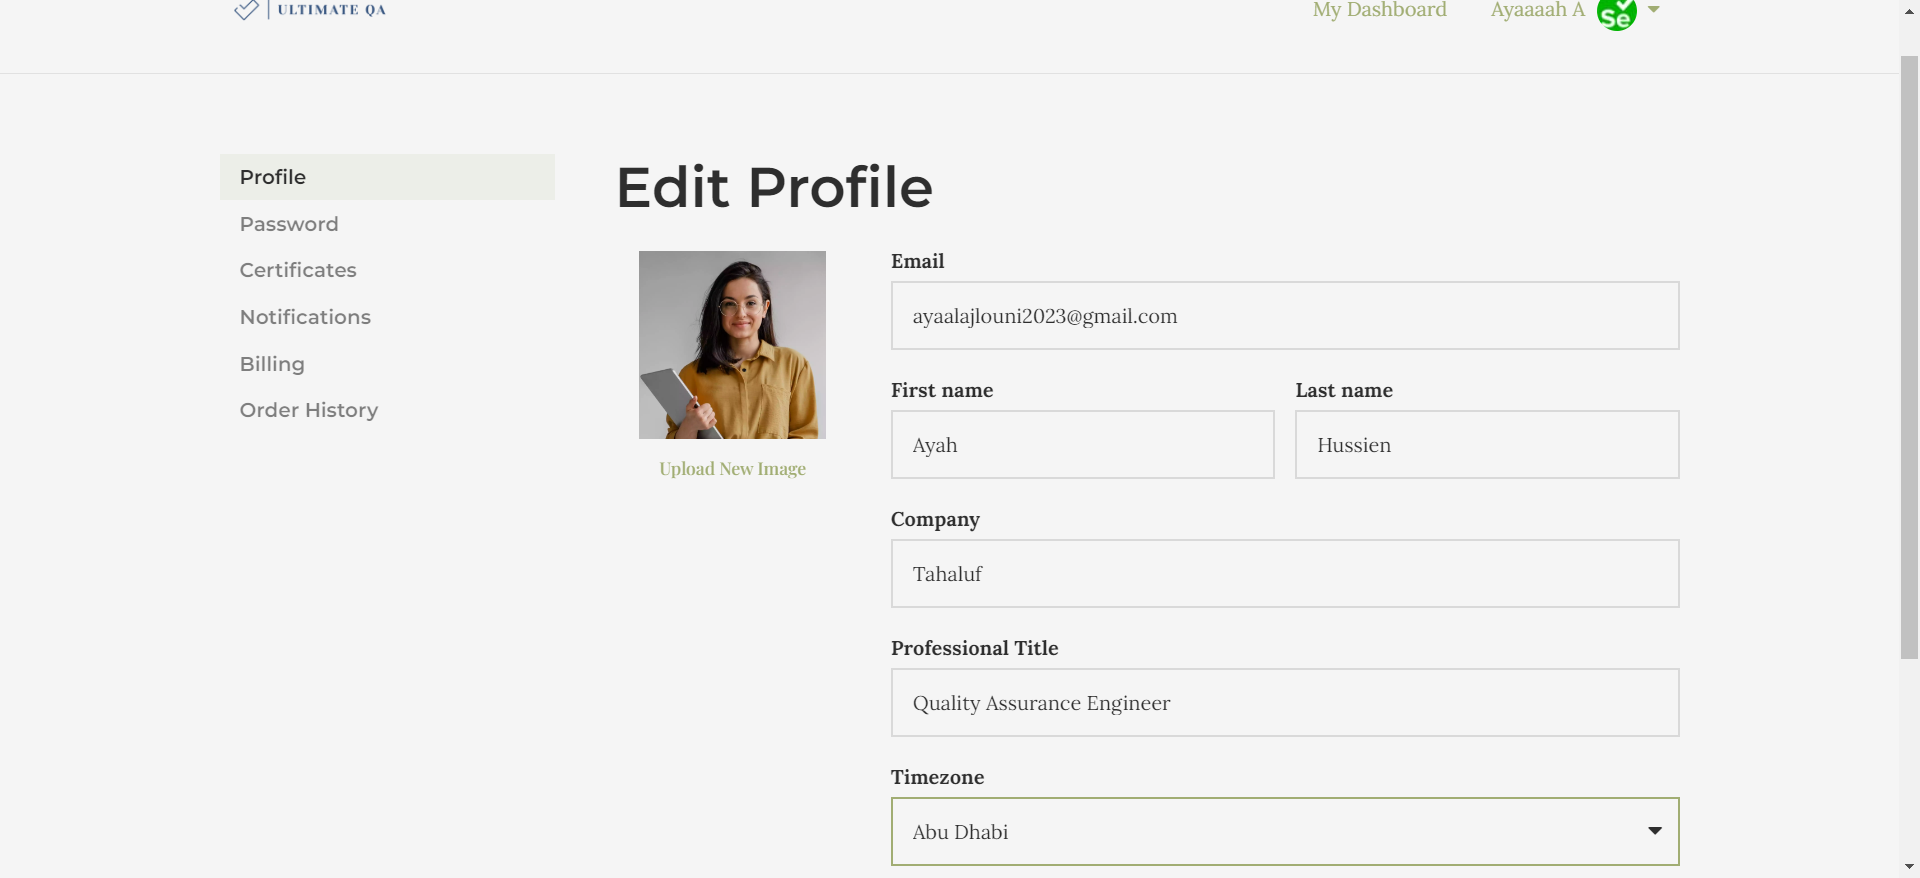 ULTIMATE QA
My Dashboard
Ayaaaah A
Se
Profile
Password
Certificates
Notifications
Billing
Order History
Edit Profile
Upload New Image
Email
ayaalajlouni2023@gmail.com
First name
Last name
Ayah
Hussien
Company
Tahaluf
Professional Title
Quality Assurance Engineer
Timezone
Abu Dhabi